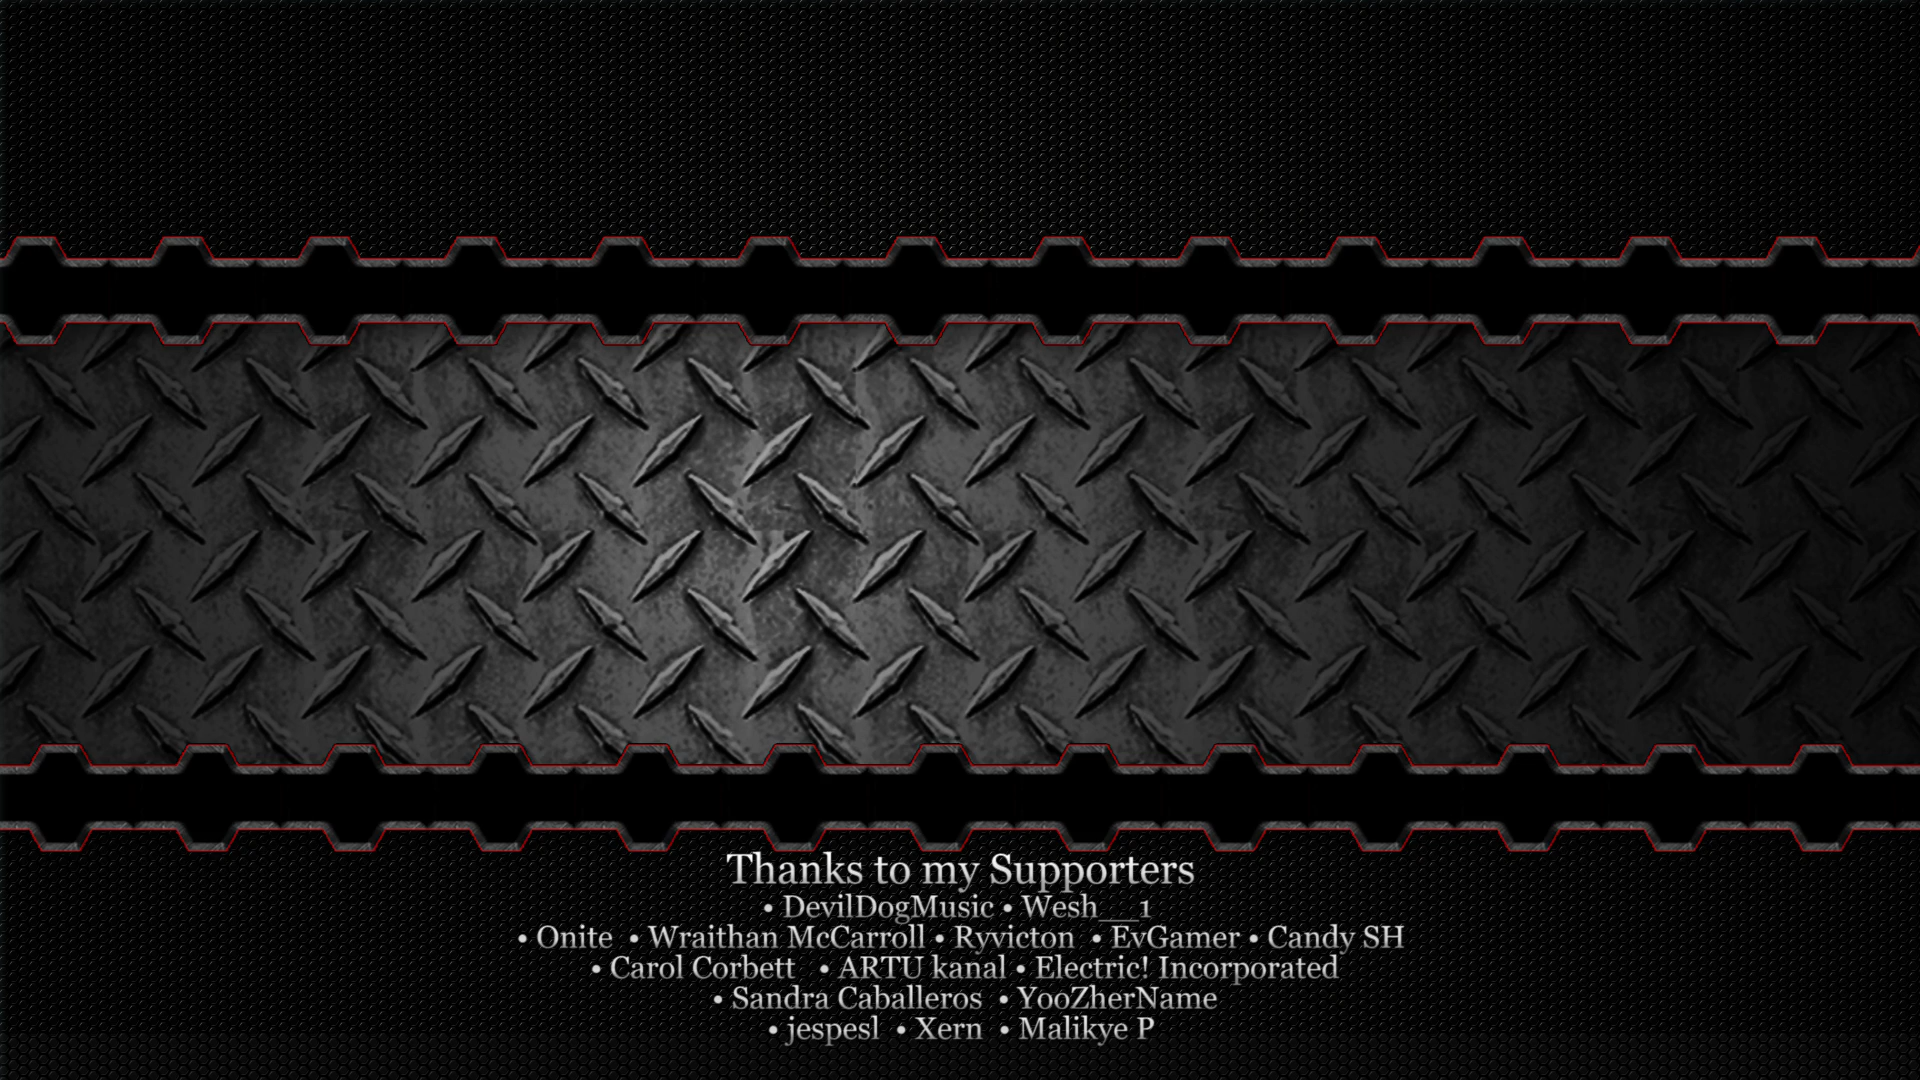 Thanks to my Supporters
• DevilDogMusic • Wesh__1
• Onite • Wraithan McCarroll • Ryvicton • EvGamer • Candy SH
• Carol Corbett • ARTU kanal • Electric! Incorporated
• Sandra Caballeros • YooZherName
• jespesl • Xern • Malikye P